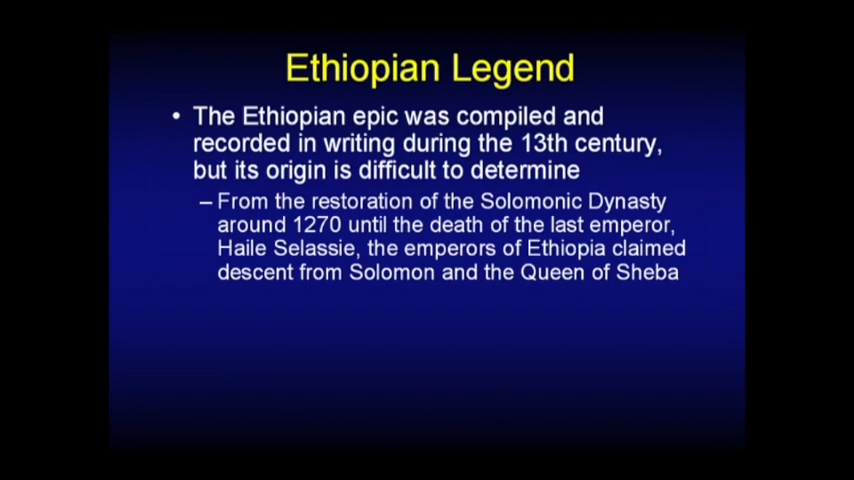 Ethiopian Legend
• The Ethiopian epic was compiled and
recorded in writing during the 13th century,
but its origin is difficult to determine
– From the restoration of the Solomonic Dynasty
around 1270 until the death of the last emperor,
Haile Selassie, the emperors of Ethiopia claimed
descent from Solomon and the Queen of Sheba